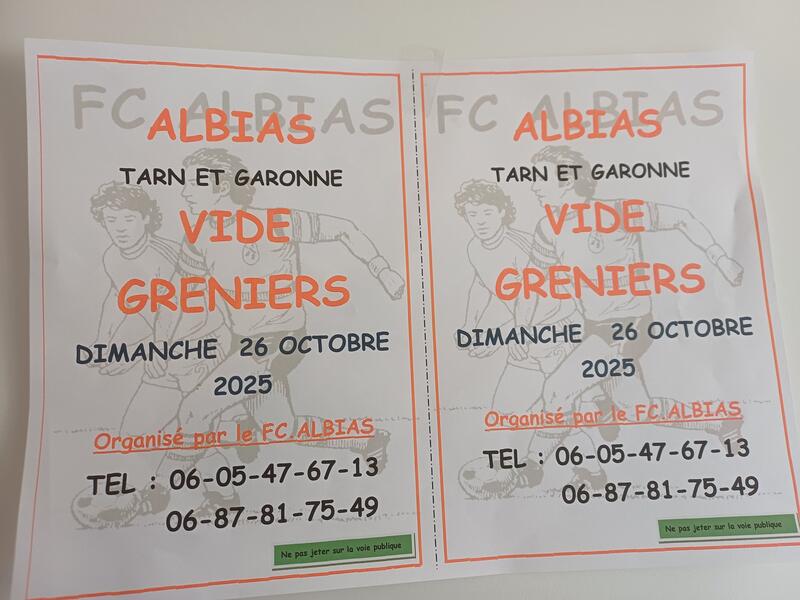 FC ALBIAS
ALBIAS
TARN ET GARONNE
VIDE
GRENIERS
DIMANCHE 26 OCTOBRE
2025
Organisé par le FC.ALBIAS
TEL : 06-05-47-67-13
06-87-81-75-49
Ne pas jeter sur la voie publique
FC ALBIAS
ALBIAS
TARN ET GARONNE
VIDE
GRENIERS
DIMANCHE 26 OCTOBRE
2025
Organisé par le FC.ALBIAS
TEL : 06-05-47-67-13
06-87-81-75-49
Ne pas jeter sur la voie publique